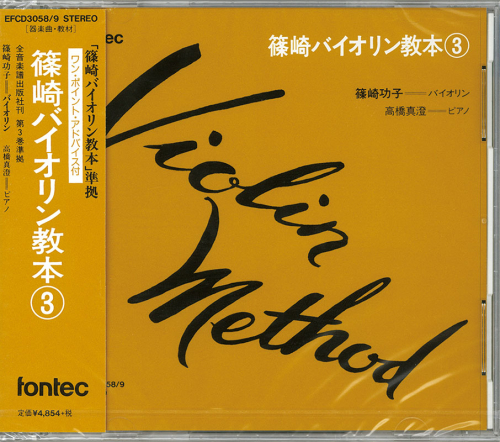 EFCD3058/9 STEREO
[器楽曲・教材]
「篠崎バイオリン教本」準拠
ワン・ポイント・アドバイス付
篠崎バイオリン教本③
全音楽譜出版社刊 第3巻準拠
篠崎功子══バイオリン 高橋真澄══ピアノ
fontec
定価¥4,854+税
fontec
篠崎バイオリン教本③
篠崎功子══バイオリン
高橋真澄══ピアノ
Violin
Method
58/9